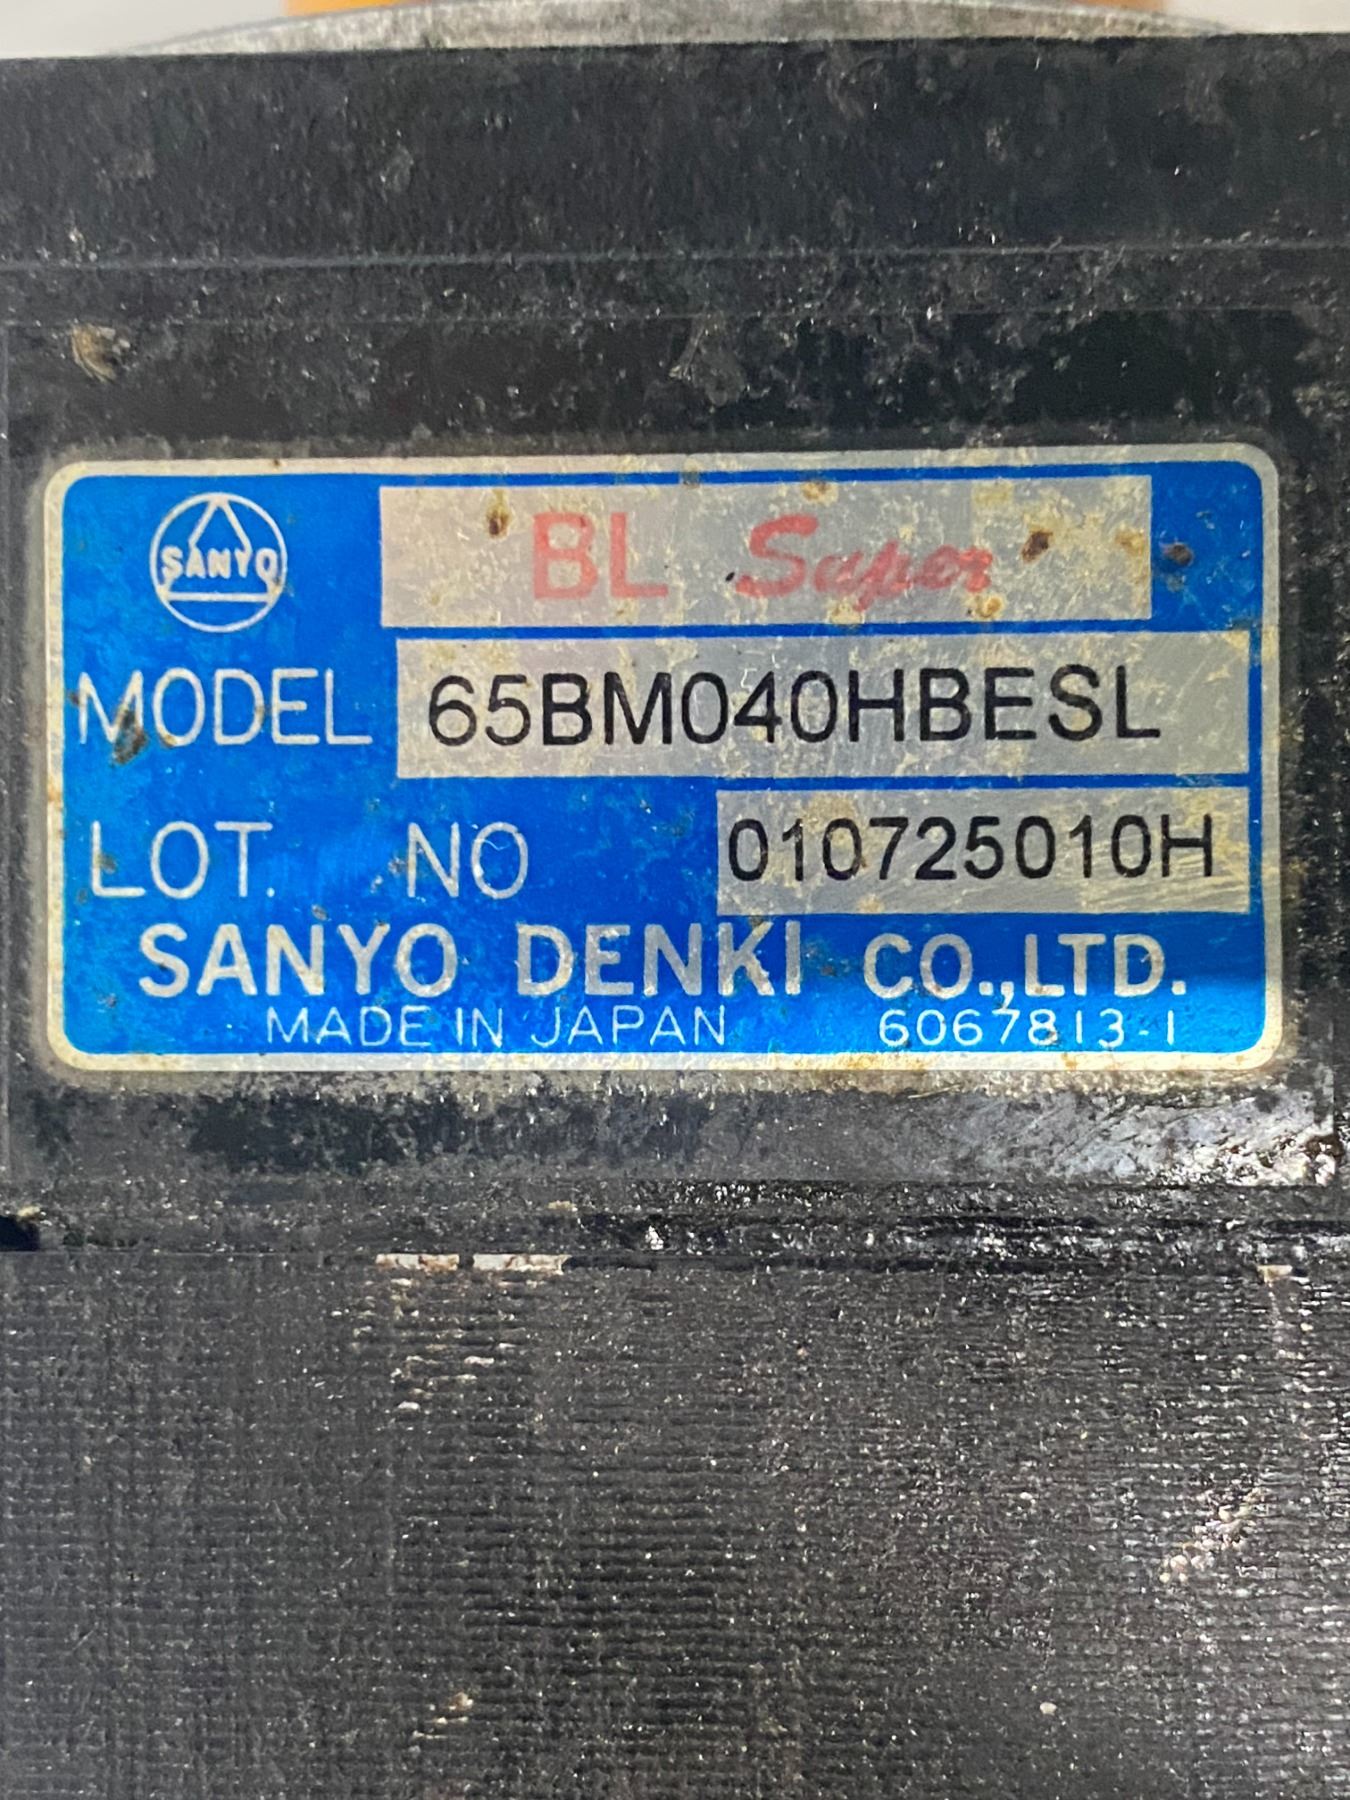 SANYO
BL Super
MODEL 65BM040HBESL
LOT. NO 010725010H
SANYO DENKI CO.,LTD.
MADE IN JAPAN 6067813-1